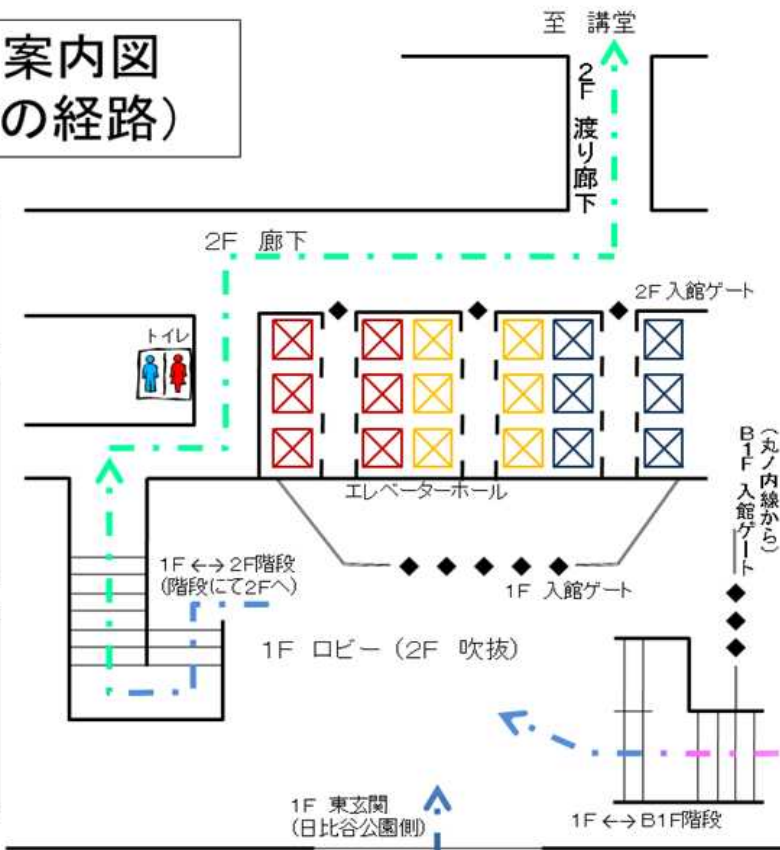 案内図
の経路）
至 講堂
2F 渡り廊下
2F 廊下
2F 入館ゲート
トイレ
(丸ノ内線から)
B1F 入館ゲート
エレベーターホール
1F←→2F階段
(階段にて2Fへ)
1F 入館ゲート
1F ロビー（2F 吹抜）
1F 東玄関
(日比谷公園側)
1F←→B1F階段